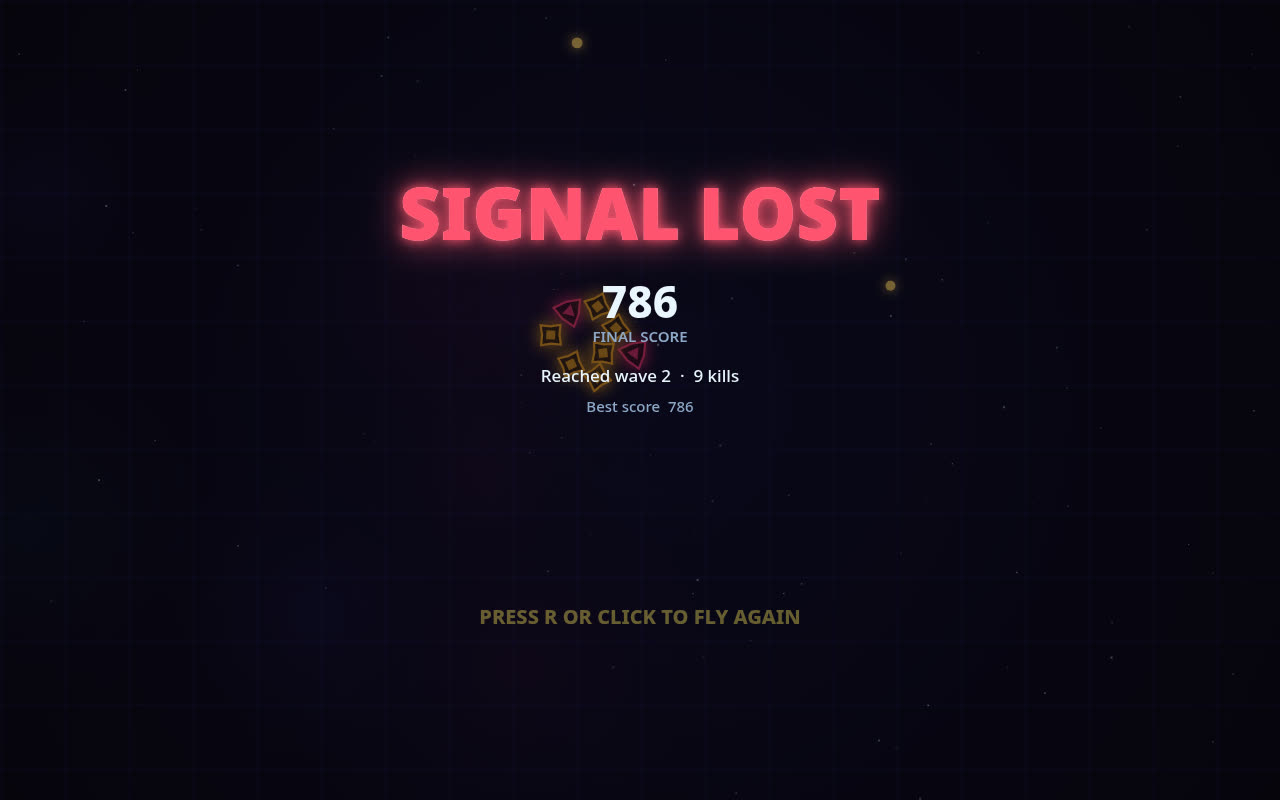 SIGNAL LOST
786
FINAL SCORE
Reached wave 2 · 9 kills
Best score 786
PRESS R OR CLICK TO FLY AGAIN